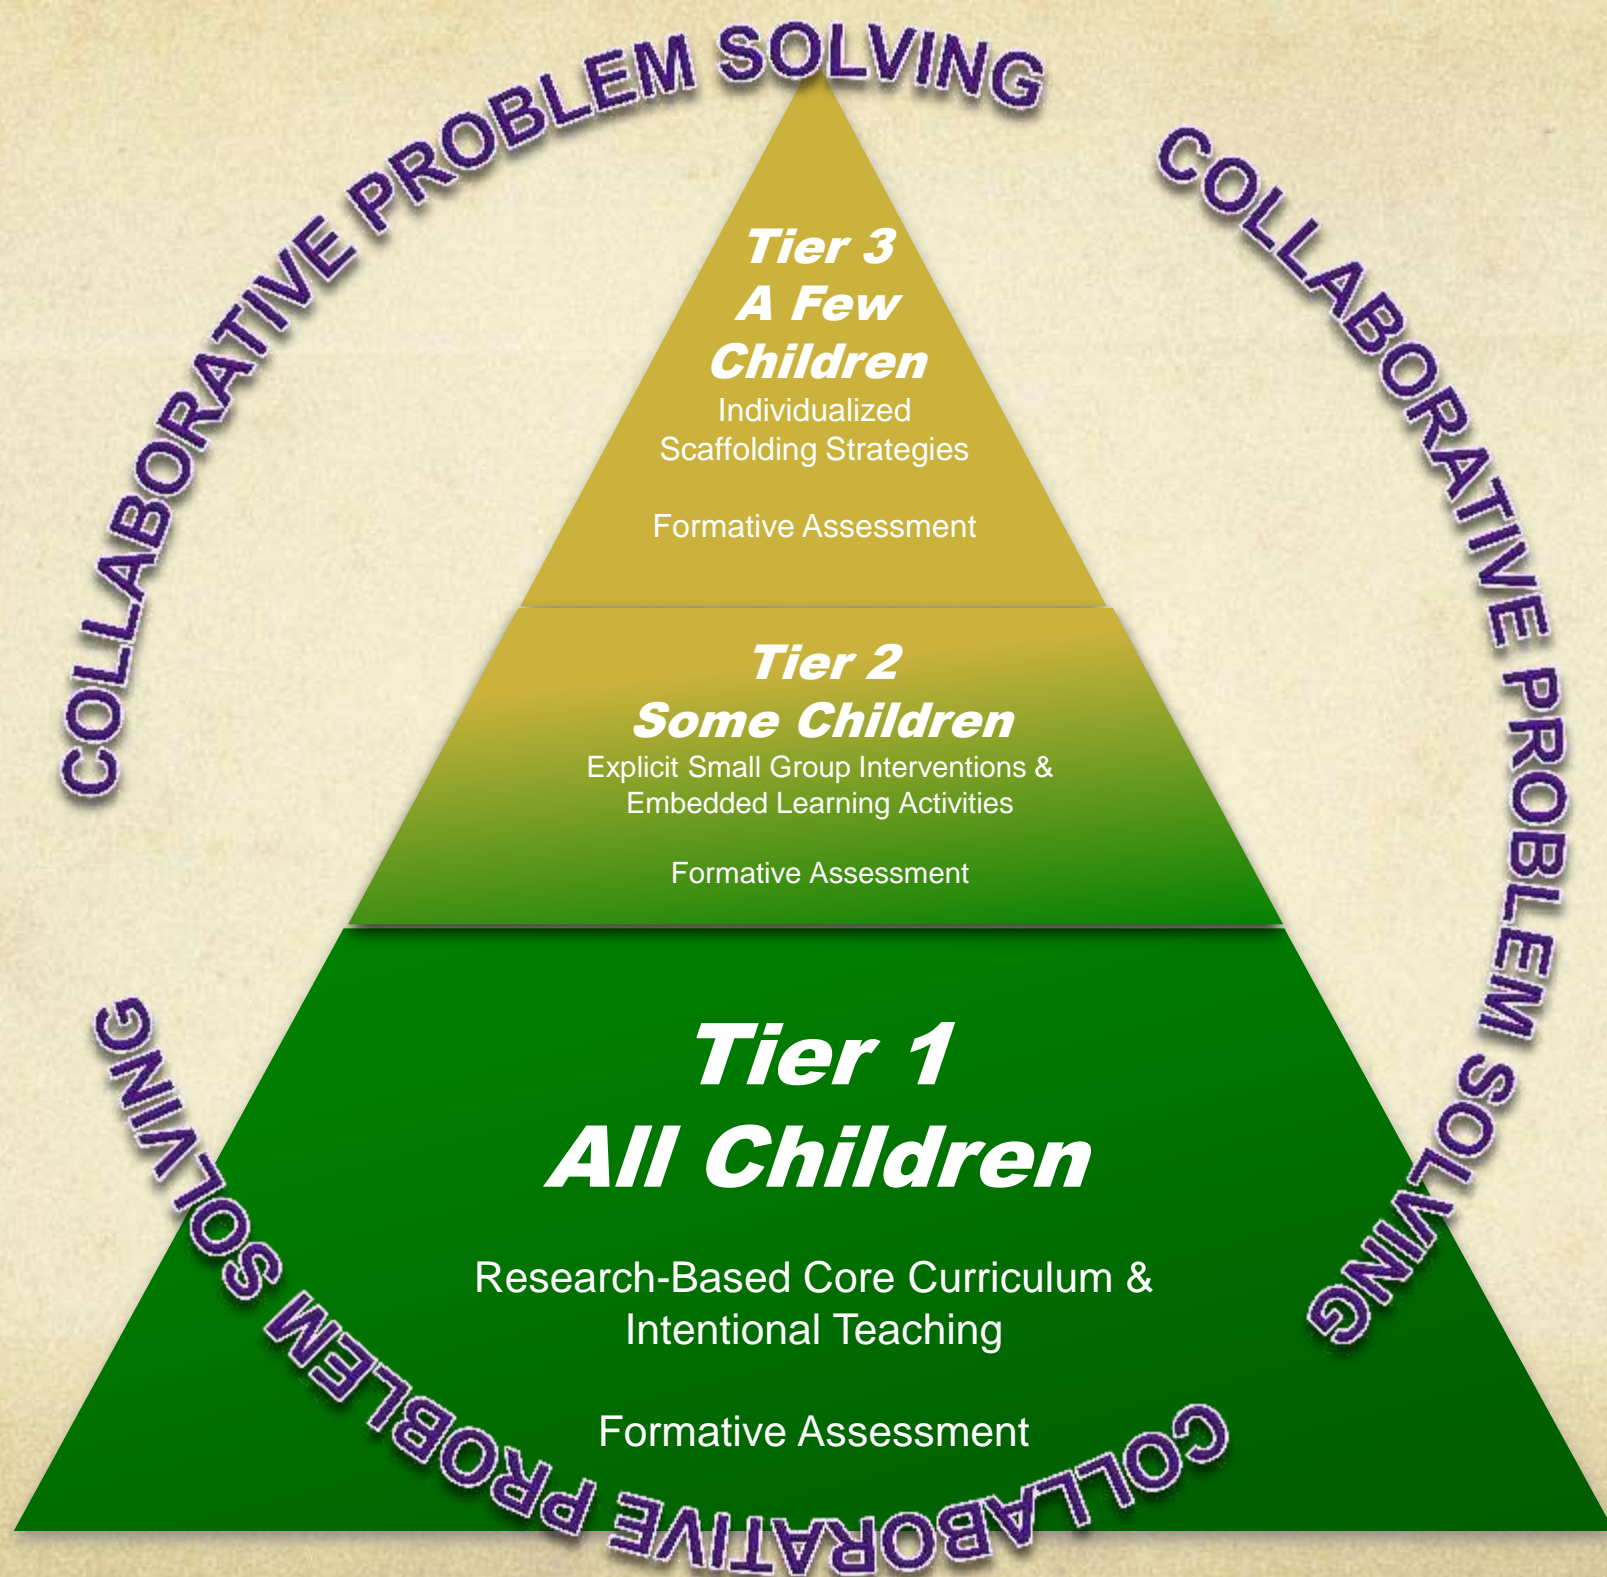 COLLABORATIVE PROBLEM SOLVING
COLLABORATIVE PROBLEM SOLVING
COLLABORATIVE PROBLEM SOLVING
Tier 3
A Few
Children
Individualized
Scaffolding Strategies
Formative Assessment
Tier 2
Some Children
Explicit Small Group Interventions &
Embedded Learning Activities
Formative Assessment
Tier 1
All Children
Research-Based Core Curriculum &
Intentional Teaching
Formative Assessment